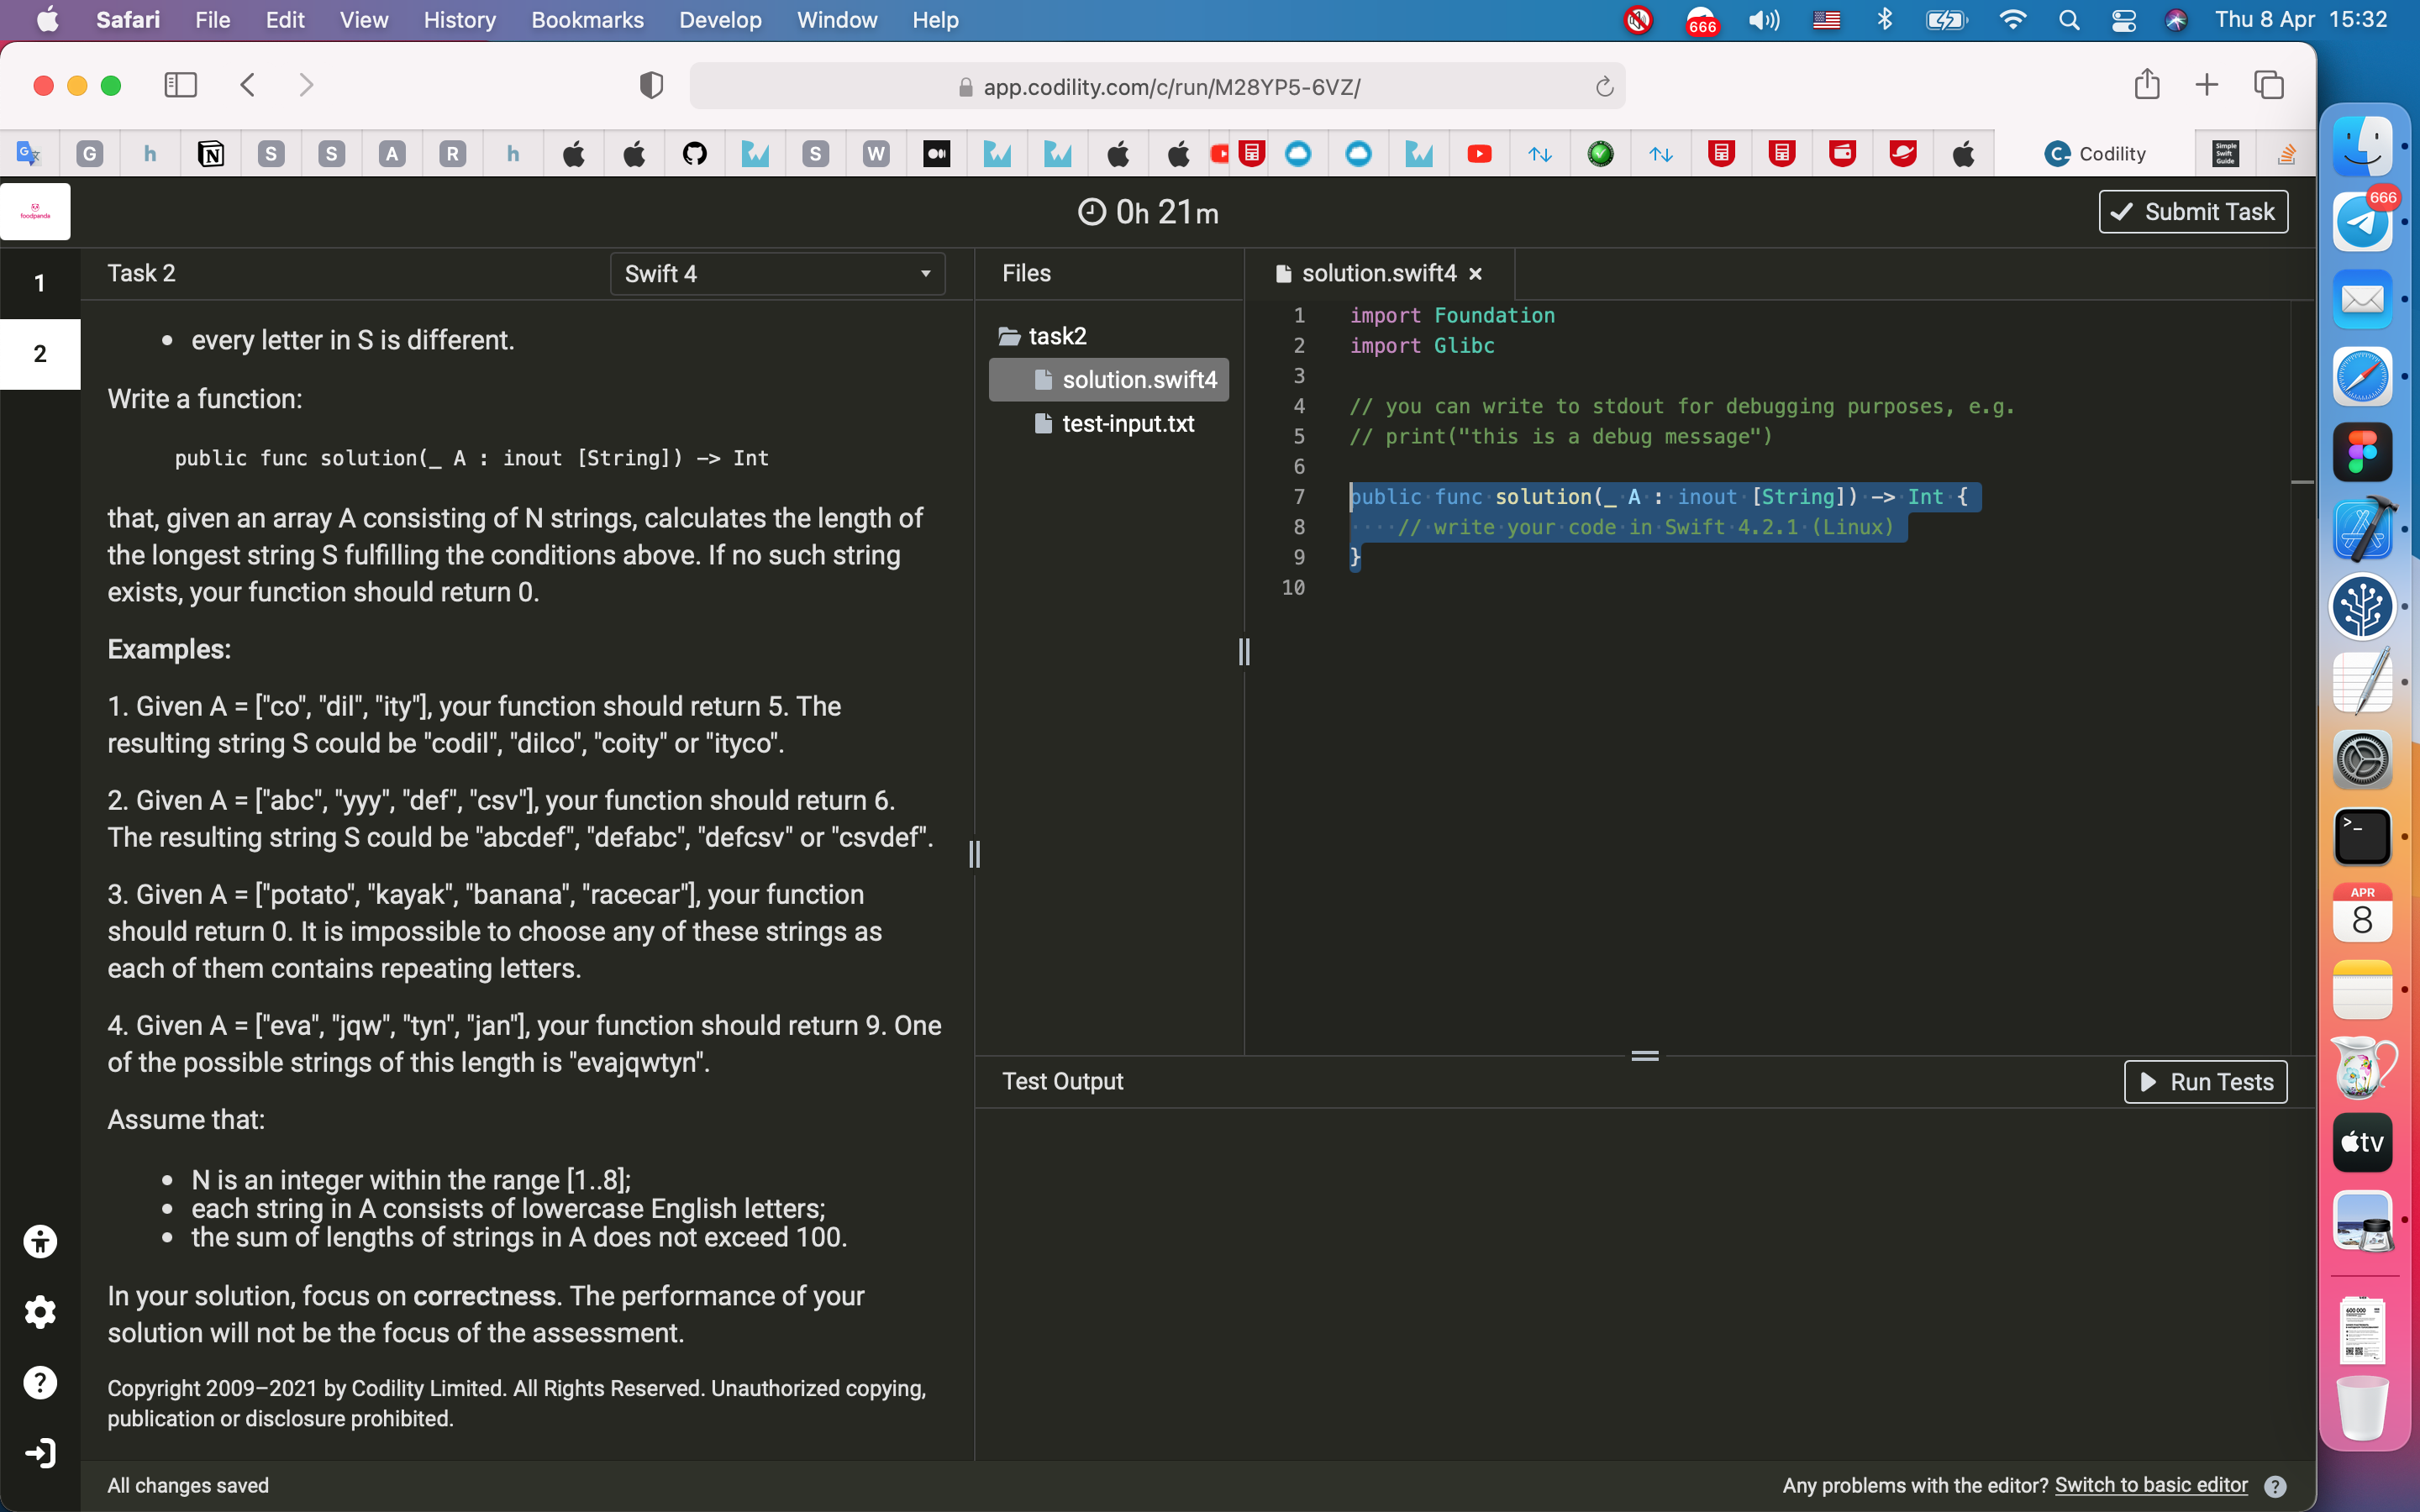 Safari File Edit View History Bookmarks Develop Window Help
666
Thu 8 Apr 15:32
app.codility.com/c/run/M28YP5-6VZ/
G h N S S A R h S W Codility
Simple Swift Guide
foodpanda
0h 21m
Submit Task
1
2
Task 2
Swift 4
every letter in S is different.
Write a function:
public func solution(_ A : inout [String]) -> Int
that, given an array A consisting of N strings, calculates the length of
the longest string S fulfilling the conditions above. If no such string
exists, your function should return 0.
Examples:
1. Given A = ["co", "dil", "ity"], your function should return 5. The
resulting string S could be "codil", "dilco", "coity" or "ityco".
2. Given A = ["abc", "yyy", "def", "csv"], your function should return 6.
The resulting string S could be "abcdef", "defabc", "defcsv" or "csvdef".
3. Given A = ["potato", "kayak", "banana", "racecar"], your function
should return 0. It is impossible to choose any of these strings as
each of them contains repeating letters.
4. Given A = ["eva", "jqw", "tyn", "jan"], your function should return 9. One
of the possible strings of this length is "evajqwtyn".
Assume that:
N is an integer within the range [1..8];
each string in A consists of lowercase English letters;
the sum of lengths of strings in A does not exceed 100.
In your solution, focus on correctness. The performance of your
solution will not be the focus of the assessment.
Copyright 2009–2021 by Codility Limited. All Rights Reserved. Unauthorized copying,
publication or disclosure prohibited.
All changes saved
Files
task2
solution.swift4
test-input.txt
solution.swift4 ×
1 import Foundation
2 import Glibc
3
4 // you can write to stdout for debugging purposes, e.g.
5 // print("this is a debug message")
6
7 public func solution(_ A : inout [String]) -> Int {
8 // write your code in Swift 4.2.1 (Linux)
9 }
10
Test Output
Run Tests
Any problems with the editor? Switch to basic editor ?
666
APR
8
tv
600 000